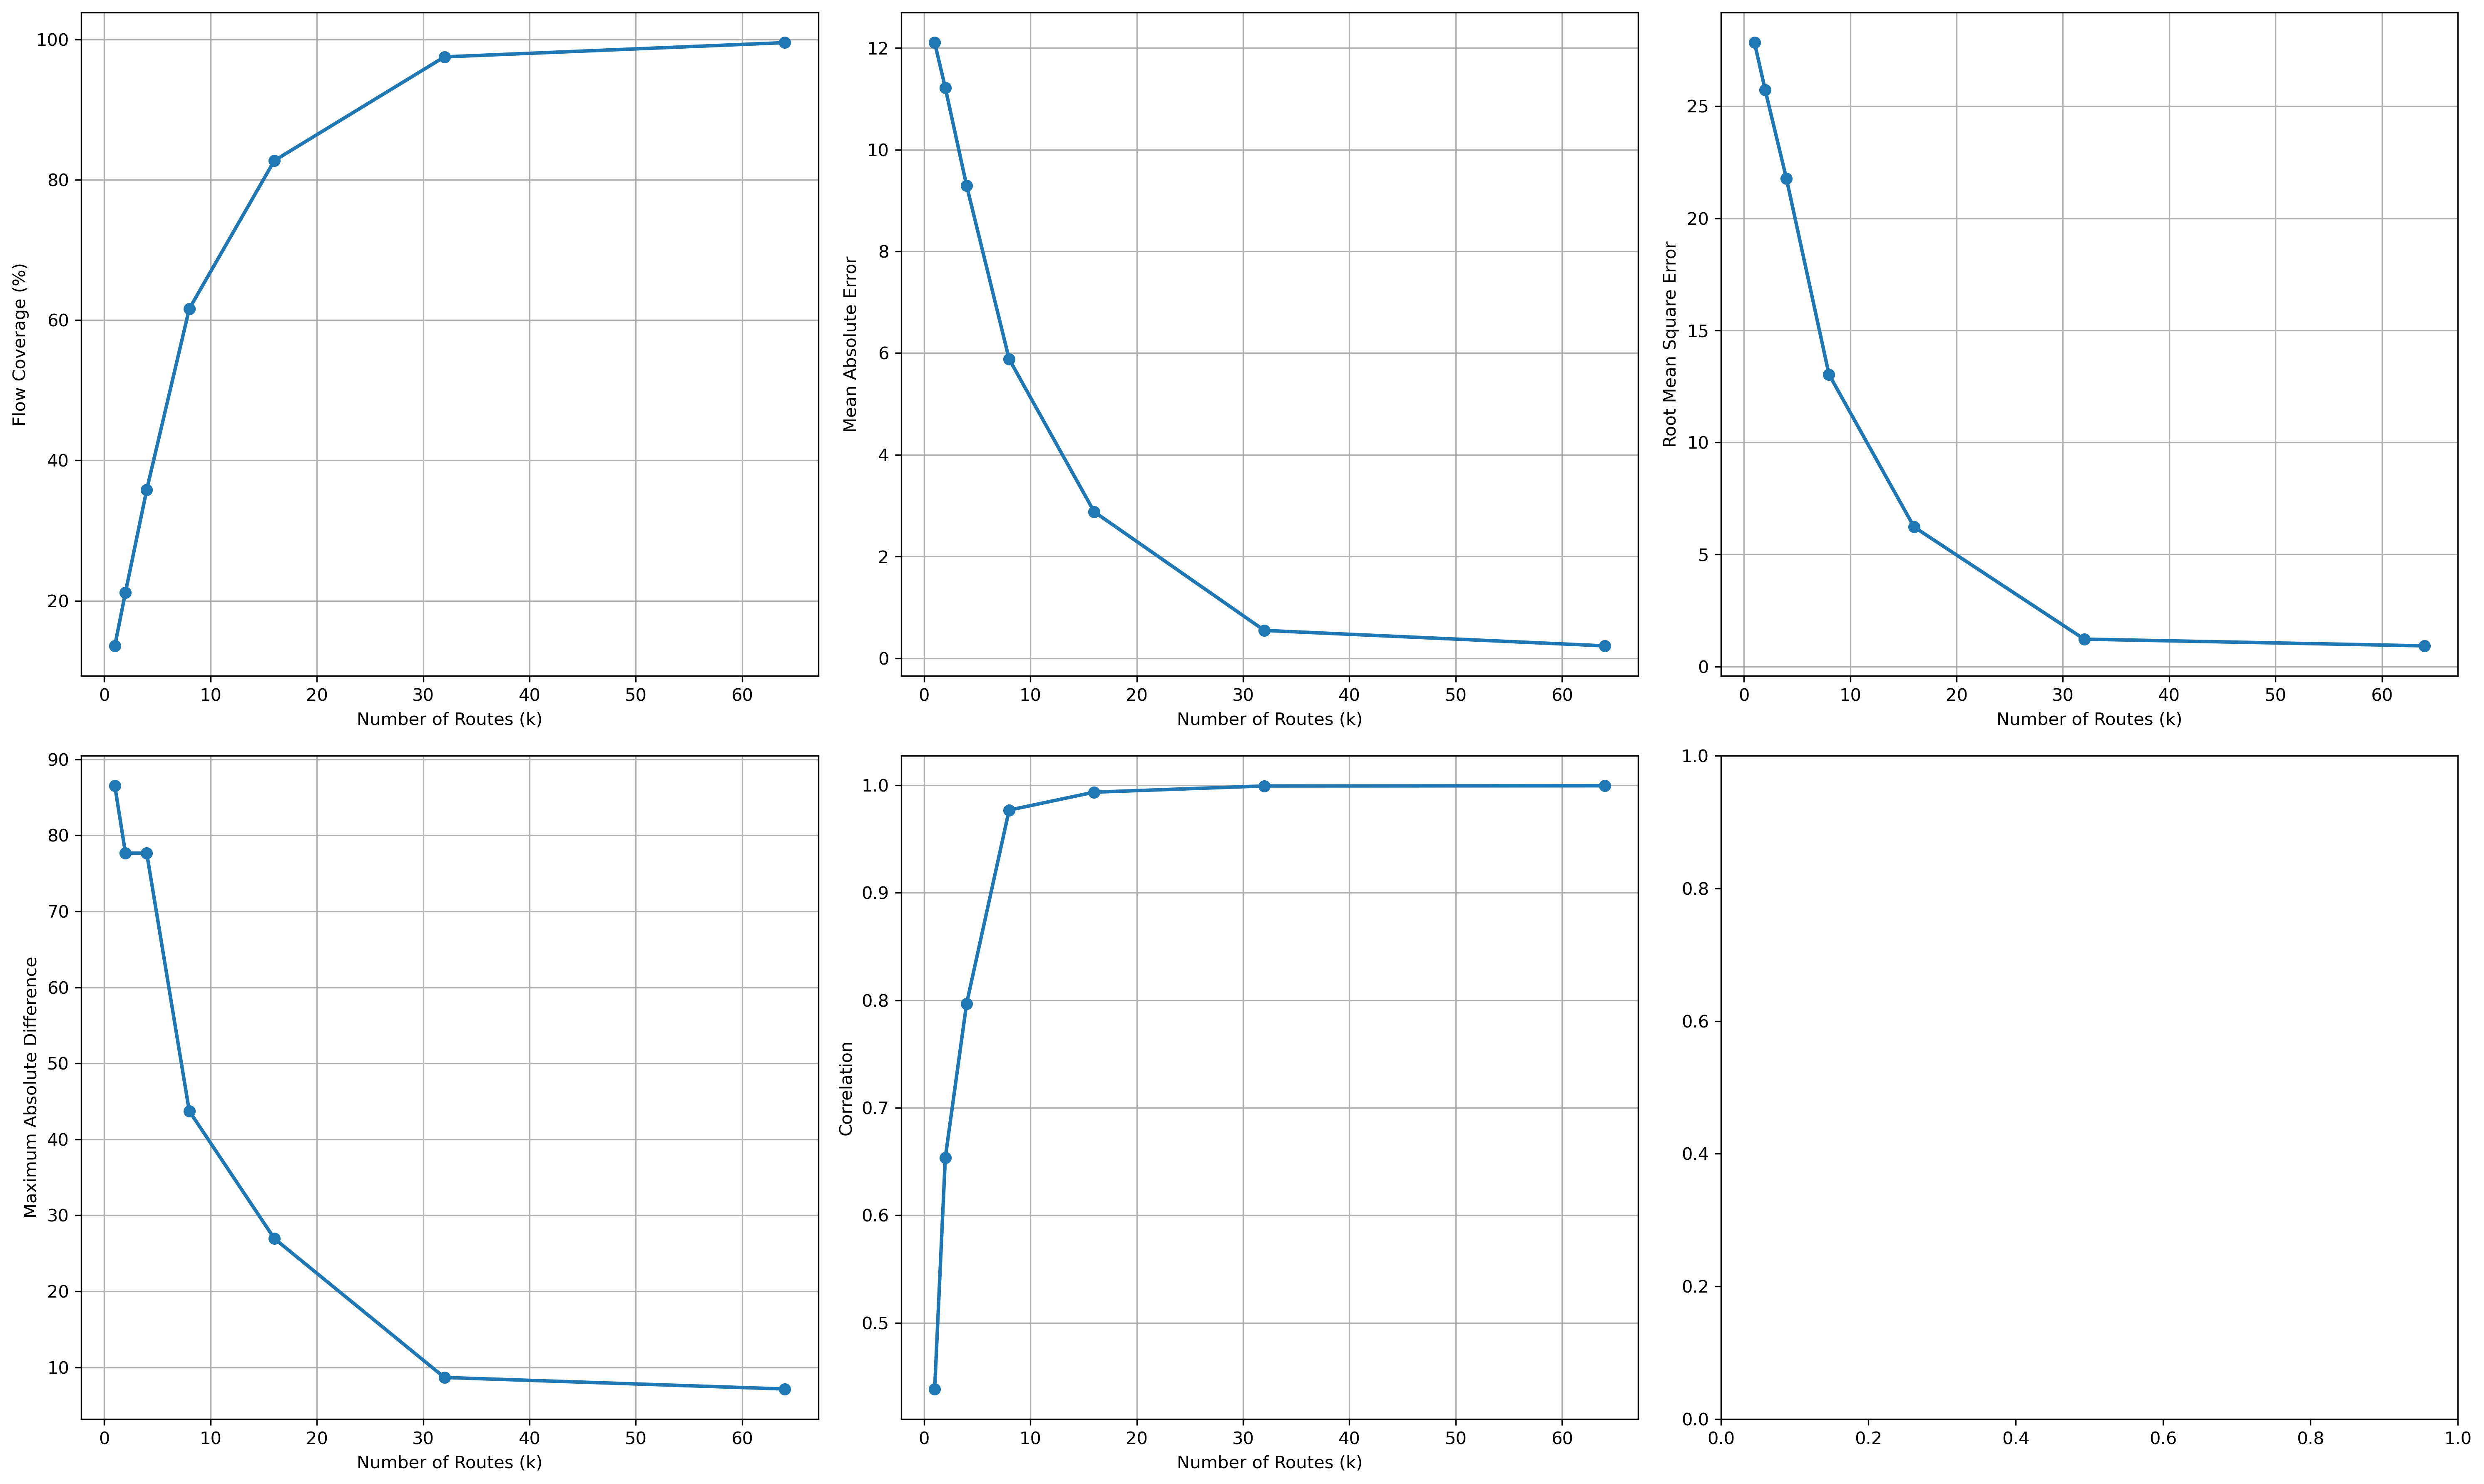 100
80
60
40
20
Flow Coverage (%)
0 10 20 30 40 50 60
Number of Routes (k)
12
10
8
6
4
2
0
Mean Absolute Error
0 10 20 30 40 50 60
Number of Routes (k)
25
20
15
10
5
0
Root Mean Square Error
0 10 20 30 40 50 60
Number of Routes (k)
90
80
70
60
50
40
30
20
10
Maximum Absolute Difference
0 10 20 30 40 50 60
Number of Routes (k)
1.0
0.9
0.8
0.7
0.6
0.5
Correlation
0 10 20 30 40 50 60
Number of Routes (k)
1.0
0.8
0.6
0.4
0.2
0.0
0.0 0.2 0.4 0.6 0.8 1.0